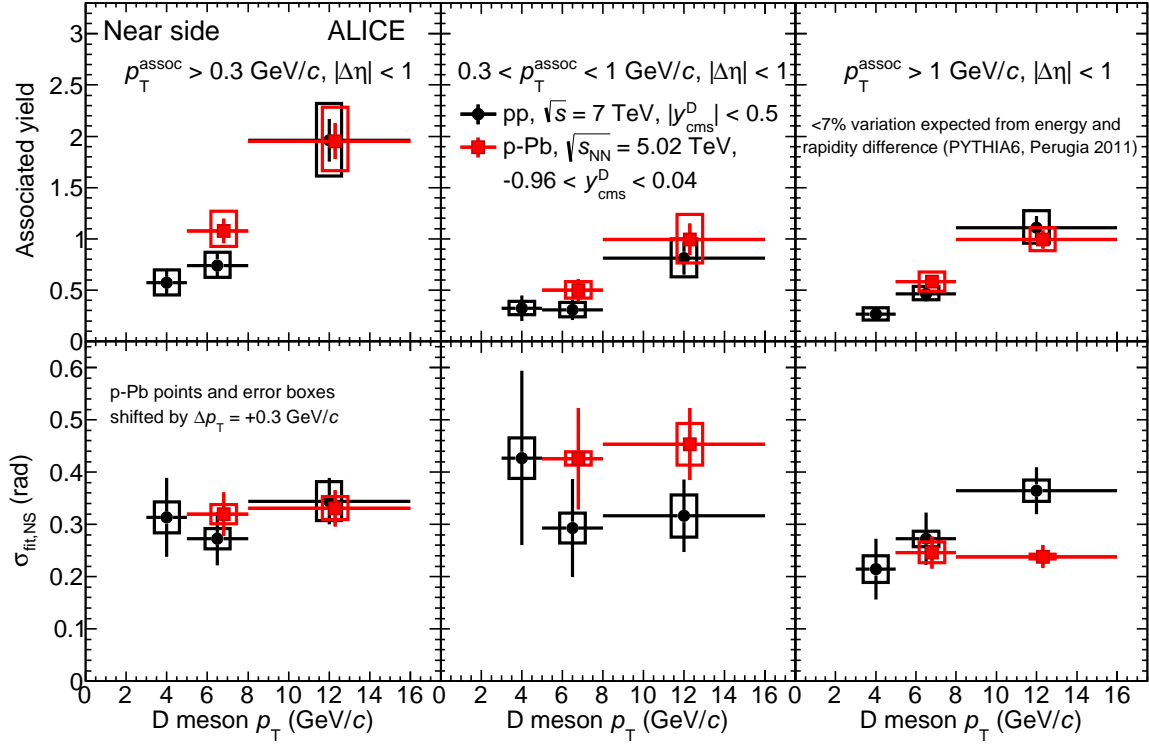 Near side ALICE
p_T^assoc > 0.3 GeV/c, |Δη| < 1
0.3 < p_T^assoc < 1 GeV/c, |Δη| < 1
pp, √s = 7 TeV, |y_cms^D| < 0.5
p-Pb, √s_NN = 5.02 TeV,
-0.96 < y_cms^D < 0.04
p_T^assoc > 1 GeV/c, |Δη| < 1
<7% variation expected from energy and
rapidity difference (PYTHIA6, Perugia 2011)
Associated yield
3
2.5
2
1.5
1
0.5
0
p-Pb points and error boxes
shifted by Δp_T = +0.3 GeV/c
σ_fit,NS (rad)
0.6
0.5
0.4
0.3
0.2
0.1
0
0 2 4 6 8 10 12 14 16
0 2 4 6 8 10 12 14 16
0 2 4 6 8 10 12 14 16
D meson p_T (GeV/c)
D meson p_T (GeV/c)
D meson p_T (GeV/c)